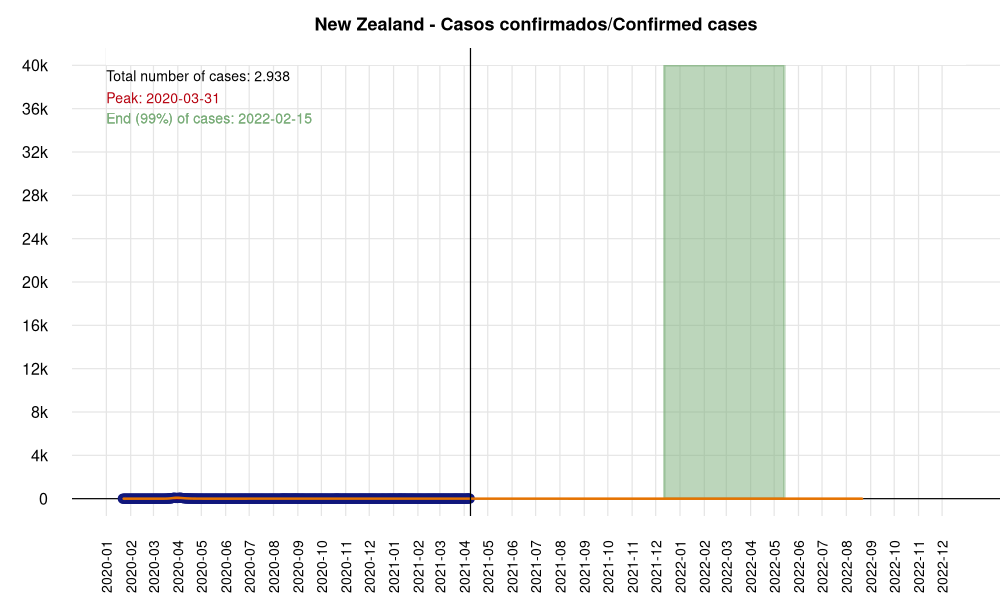 New Zealand - Casos confirmados/Confirmed cases
Total number of cases: 2.938
Peak: 2020-03-31
End (99%) of cases: 2022-02-15
40k
36k
32k
28k
24k
20k
16k
12k
8k
4k
0
2020-01
2020-02
2020-03
2020-04
2020-05
2020-06
2020-07
2020-08
2020-09
2020-10
2020-11
2020-12
2021-01
2021-02
2021-03
2021-04
2021-05
2021-06
2021-07
2021-08
2021-09
2021-10
2021-11
2021-12
2022-01
2022-02
2022-03
2022-04
2022-05
2022-06
2022-07
2022-08
2022-09
2022-10
2022-11
2022-12